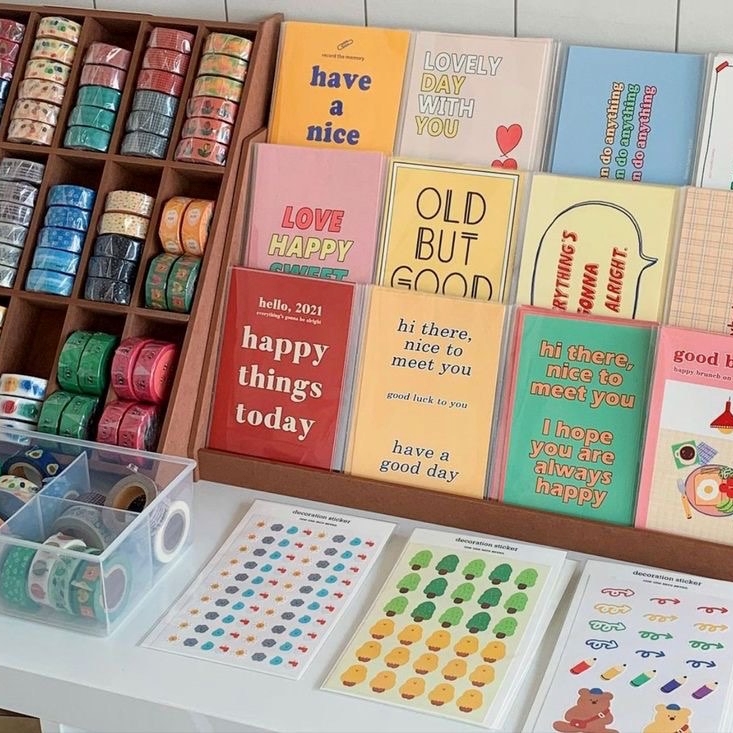 record the memory
have
a
nice
LOVELY
DAY
WITH
YOU
n do anything
n do anything
n do anything
LOVE
HAPPY
SWEET
OLD
BUT
GOOD
RYTHING'S
GONNA
ALRIGHT.
hello, 2021
everything's gonna be alright
happy
things
today
hi there,
nice to
meet you
good luck to you
have a
good day
hi there,
nice to
meet you
I hope
you are
always
happy
good b
happy brunch on
decoration sticker
decoration sticker
decoration sticker